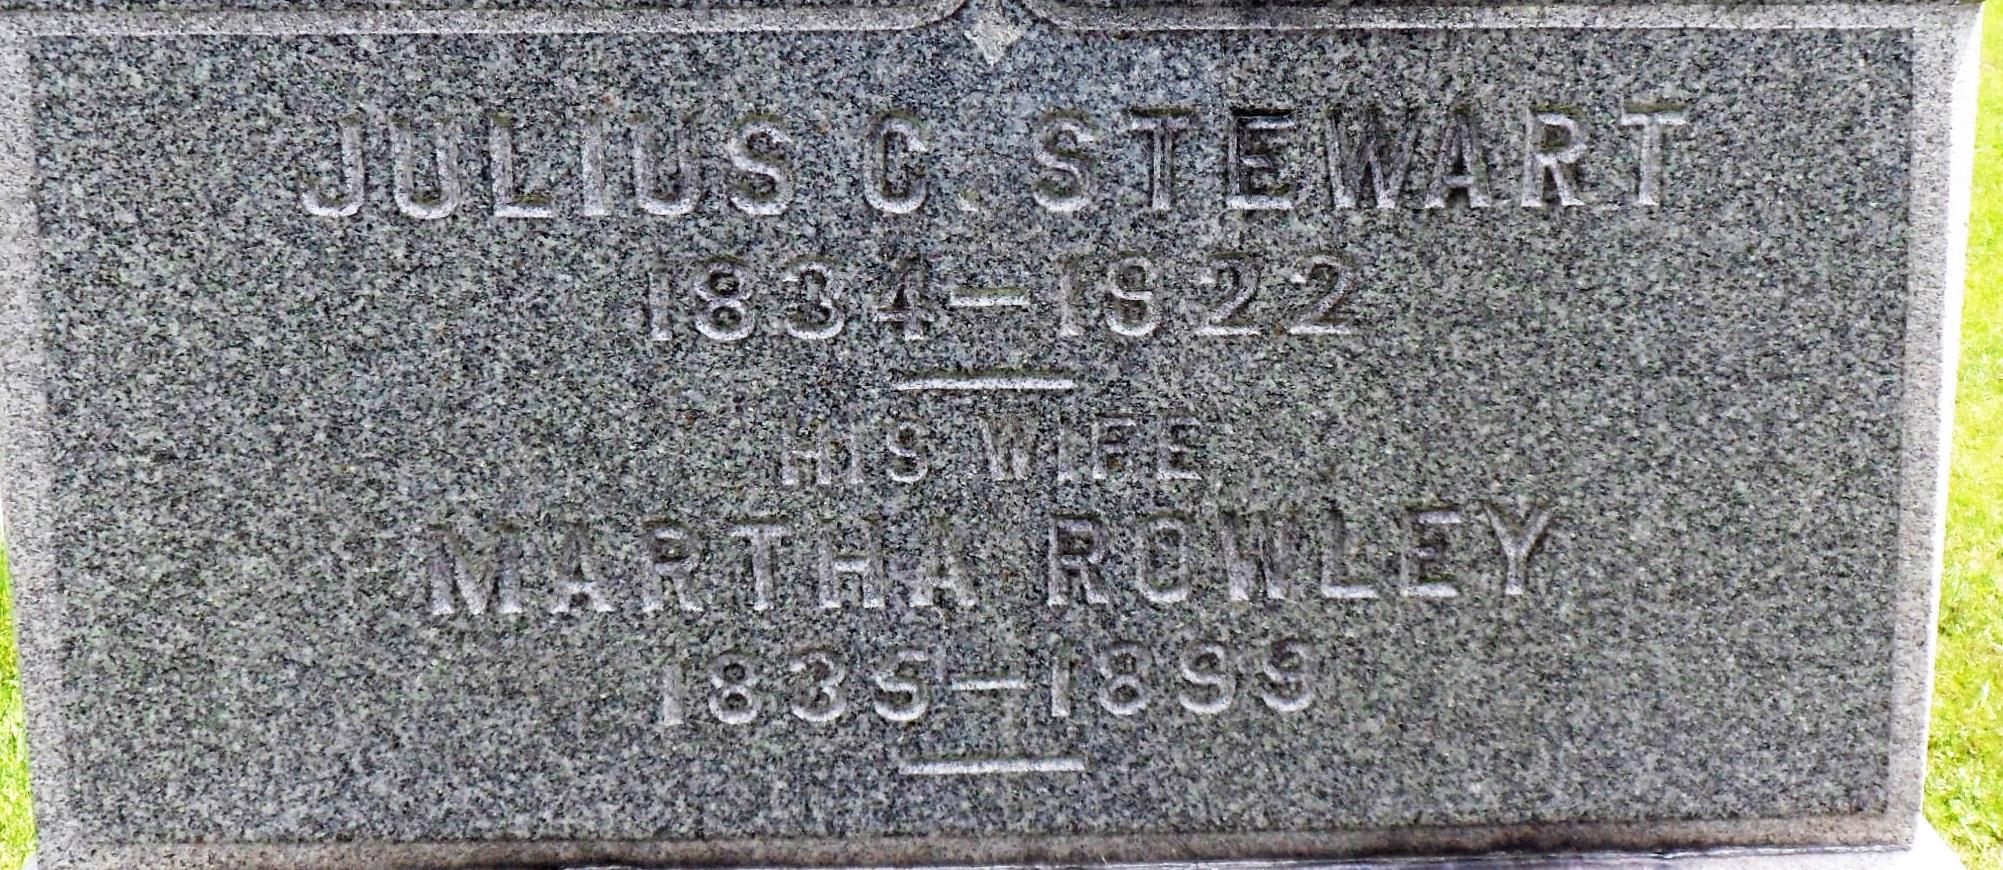 JULIUS C. STEWART
1834–1922
HIS WIFE
MARTHA ROWLEY
1835–1899